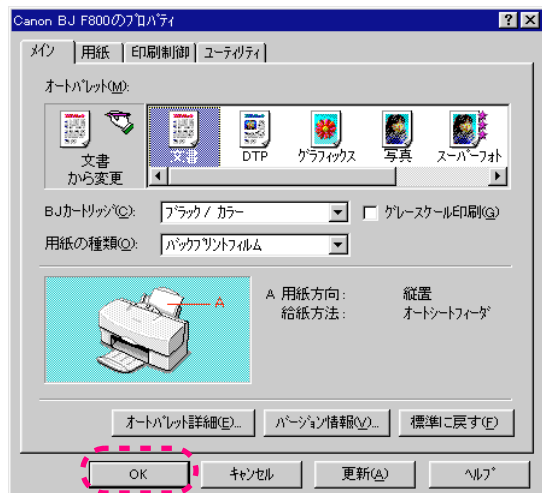 Canon BJ F800のﾌﾟﾛﾊﾟﾃｨ
ﾒｲﾝ 用紙 印刷制御 ﾕｰﾃｨﾘﾃｨ
ｵｰﾄﾊﾟﾚｯﾄ(M):
文書 DTP ｸﾞﾗﾌｨｯｸｽ 写真 ｽｰﾊﾟｰﾌｫﾄ
文書
から変更
BJｶｰﾄﾘｯｼﾞ(C): ﾌﾞﾗｯｸ / ｶﾗｰ ｸﾞﾚｰｽｹｰﾙ印刷(G)
用紙の種類(O): ﾊﾞｯｸﾌﾟﾘﾝﾄﾌｨﾙﾑ
A A 用紙方向: 縦置
給紙方法: ｵｰﾄｼｰﾄﾌｨｰﾀﾞ
ｵｰﾄﾊﾟﾚｯﾄ詳細(E)... ﾊﾞｰｼﾞｮﾝ情報(V)... 標準に戻す(F)
OK ｷｬﾝｾﾙ 更新(A) ﾍﾙﾌﾟ